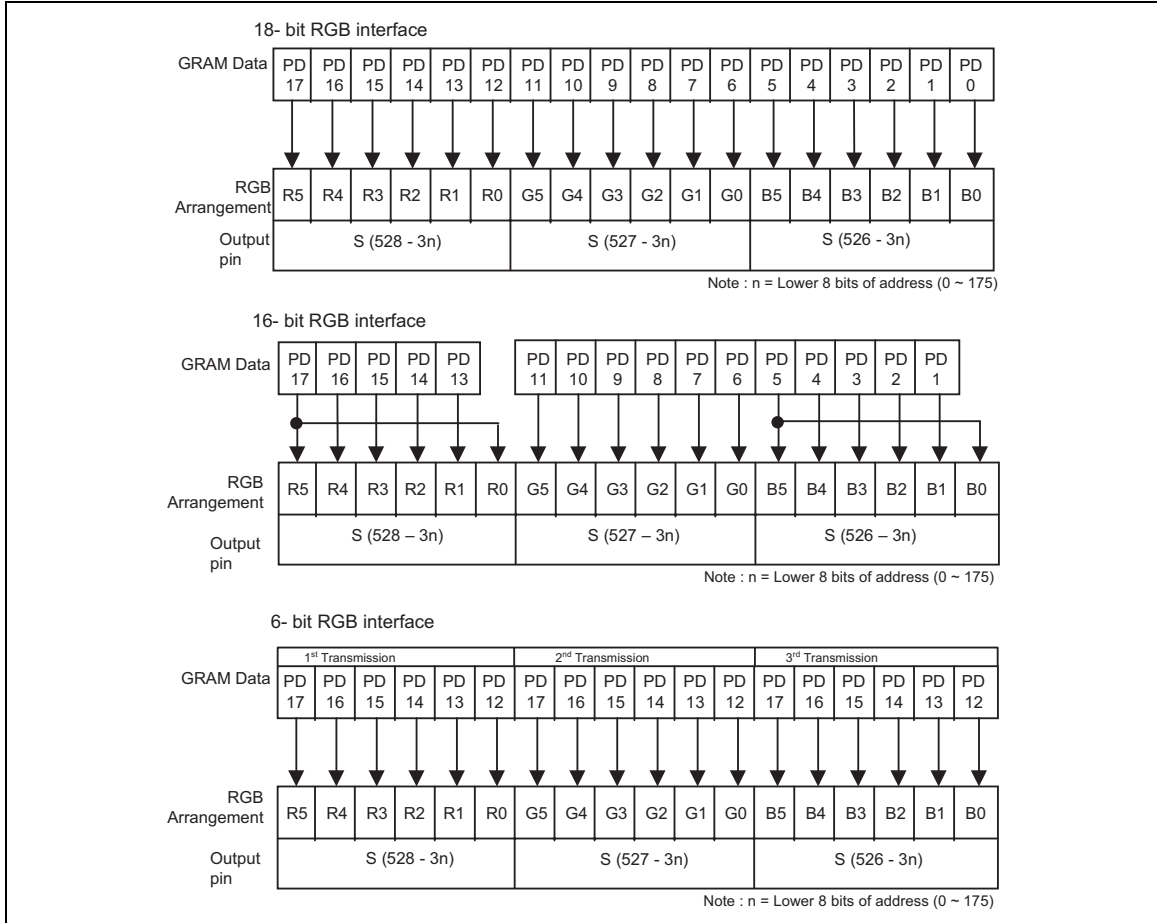 18- bit RGB interface
GRAM Data PD 17 PD 16 PD 15 PD 14 PD 13 PD 12 PD 11 PD 10 PD 9 PD 8 PD 7 PD 6 PD 5 PD 4 PD 3 PD 2 PD 1 PD 0
RGB Arrangement R5 R4 R3 R2 R1 R0 G5 G4 G3 G2 G1 G0 B5 B4 B3 B2 B1 B0
Output pin S (528 - 3n) S (527 - 3n) S (526 - 3n)
Note : n = Lower 8 bits of address (0 ~ 175)
16- bit RGB interface
GRAM Data PD 17 PD 16 PD 15 PD 14 PD 13 PD 11 PD 10 PD 9 PD 8 PD 7 PD 6 PD 5 PD 4 PD 3 PD 2 PD 1
RGB Arrangement R5 R4 R3 R2 R1 R0 G5 G4 G3 G2 G1 G0 B5 B4 B3 B2 B1 B0
Output pin S (528 – 3n) S (527 – 3n) S (526 – 3n)
Note : n = Lower 8 bits of address (0 ~ 175)
6- bit RGB interface
1st Transmission 2nd Transmission 3rd Transmission
GRAM Data PD 17 PD 16 PD 15 PD 14 PD 13 PD 12 PD 17 PD 16 PD 15 PD 14 PD 13 PD 12 PD 17 PD 16 PD 15 PD 14 PD 13 PD 12
RGB Arrangement R5 R4 R3 R2 R1 R0 G5 G4 G3 G2 G1 G0 B5 B4 B3 B2 B1 B0
Output pin S (528 - 3n) S (527 - 3n) S (526 - 3n)
Note : n = Lower 8 bits of address (0 ~ 175)